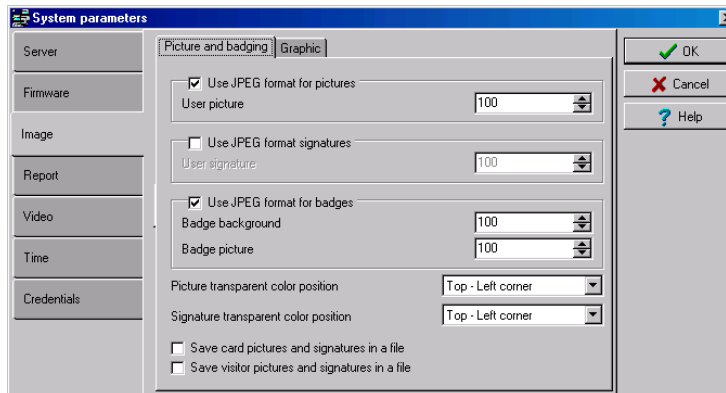 System parameters
Server
Firmware
Image
Report
Video
Time
Credentials
Picture and badging
Graphic
Use JPEG format for pictures
User picture 100
Use JPEG format signatures
User signature 100
Use JPEG format for badges
Badge background 100
Badge picture 100
Picture transparent color position Top - Left corner
Signature transparent color position Top - Left corner
Save card pictures and signatures in a file
Save visitor pictures and signatures in a file
OK
Cancel
Help